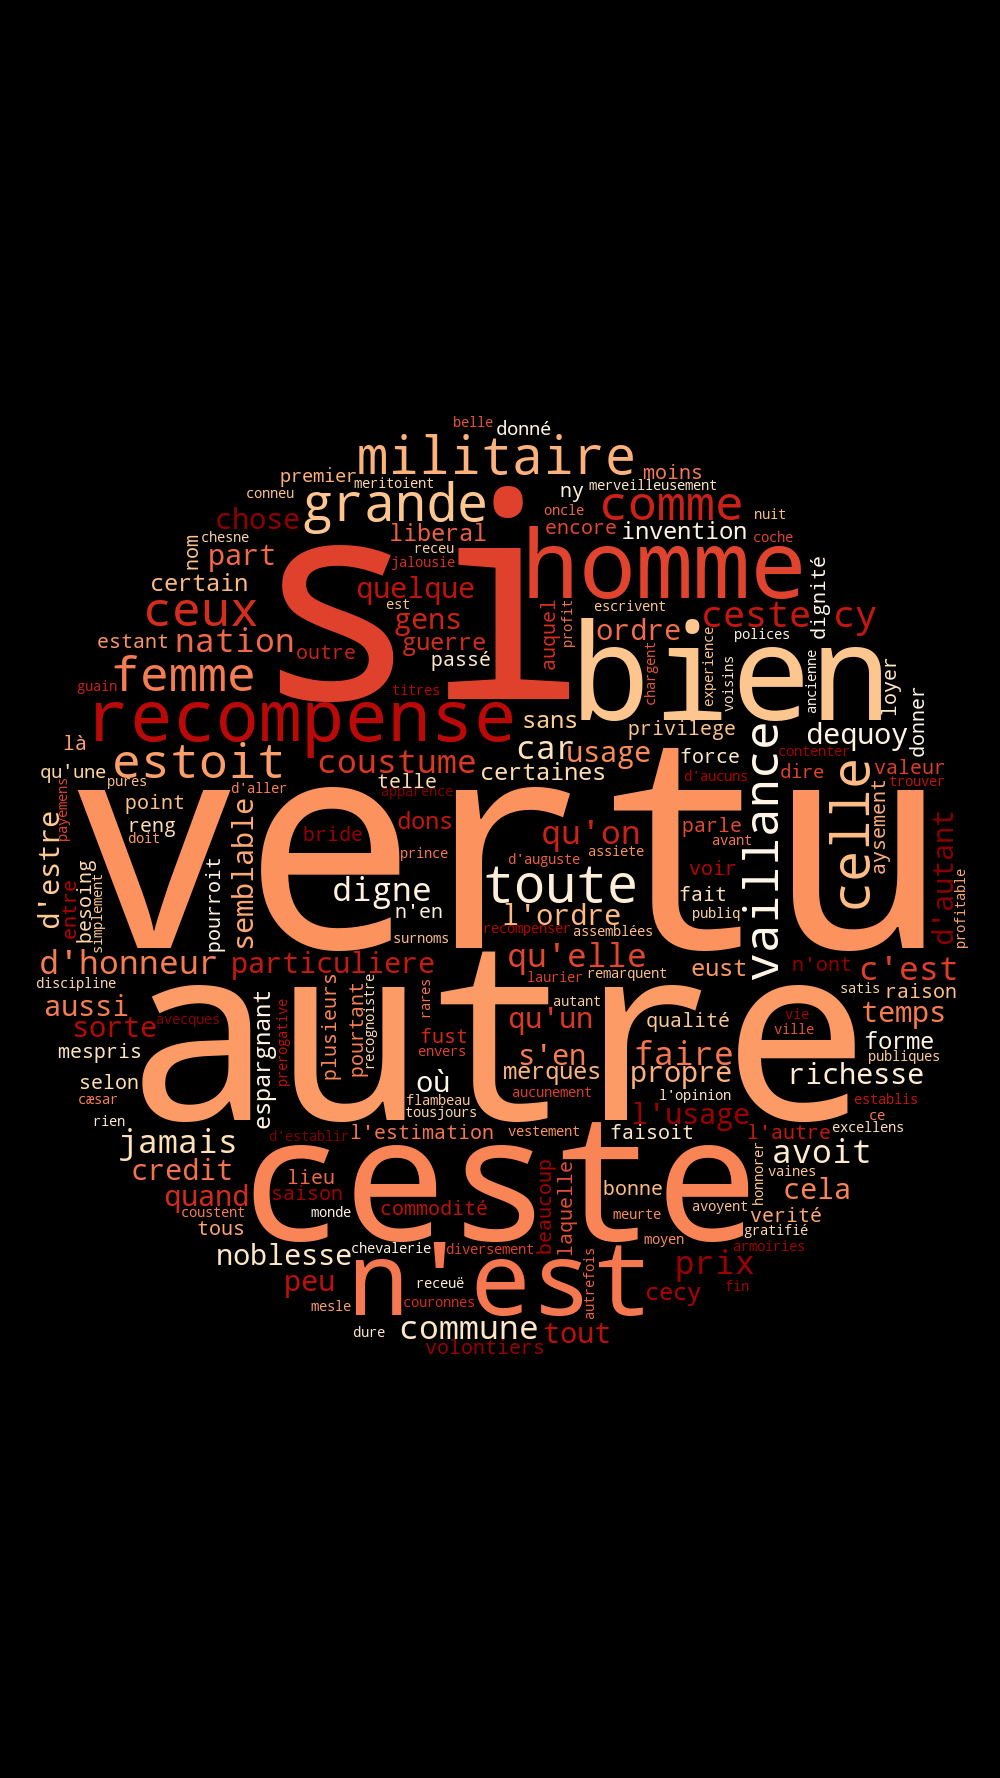 belle
donné
militaire
moins
premier
meritoient
conneu
grande
si
ny
merveilleusement
comme
oncle
nuit
chose
chesne
liberal
homme
encore
invention
coche
nom
part
receu
jalousie
certain
quelque
est
dignité
ceux
gens
auquel
profit
escrivent
ceste
cy
estant
nation
outre
guerre
passé
ordre
chargent
experience
voisins
polices
ancienne
loyer
guain
femme
titres
bien
recompense
sans
privilege
donner
là
estoit
coustume
car
usage
force
vaillance
dequoy
contenter
qu'une
pures
d'aller
telle
certaines
d'aucuns
dire
valeur
trouver
payemens
apparence
vertu
celle
aysement
point
reng
doit
d'estre
semblable
bride
dons
qu'on
parle
avant
prince
d'auguste
assiete
d'autant
entre
besoing
simplement
pourroit
digne
toute
voir
fait
profitable
n'en
l'ordre
publiq
surnoms
recompenser
assemblées
d'honneur
particuliere
qu'elle
eust
n'ont
c'est
laurier
remarquent
discipline
satis
raison
autre
aussi
avecques
espargnant
prerogative
plusieurs
pourtant
recognoistre
rares
autant
temps
sorte
fust
qu'un
qualité
vie
ville
mespris
envers
s'en
faire
forme
publiques
selon
où
merques
propre
richesse
cæsar
flambeau
aucunement
l'opinion
establis
rien
tousjours
l'usage
ce
jamais
d'establir
l'estimation
vestement
faisoit
l'autre
excellens
ceste
avoit
credit
lieu
beaucoup
laquelle
honnorer
vaines
quand
saison
bonne
cela
coustent
monde
commodité
meurte
avoyent
verité
tous
gratifié
noblesse
chevalerie
diversement
moyen
armoiries
peu
n'est
receuë
autrefois
prix
fin
mesle
couronnes
cecy
dure
commune
tout
volontiers